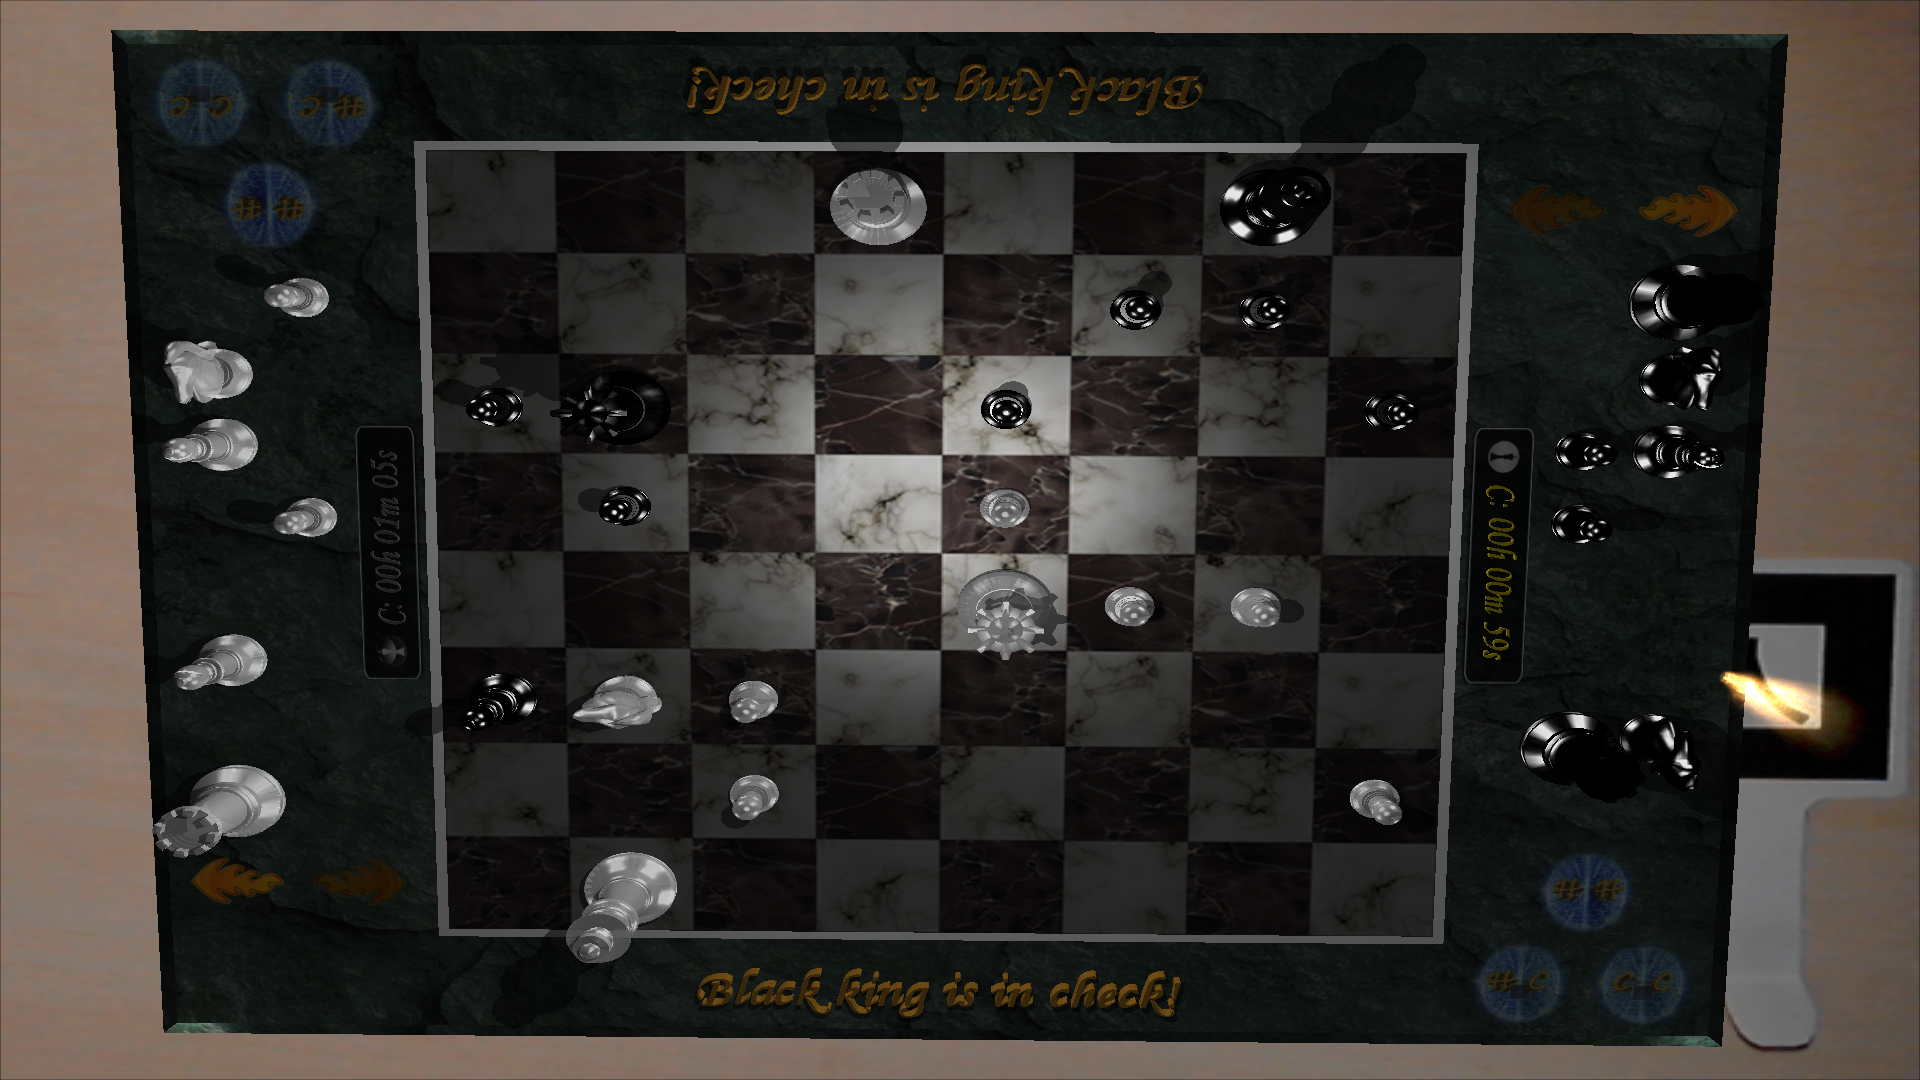 C C
# C
Black king is in check!
# #
C: 00h 01m 05s
C: 00h 00m 59s
# #
Black king is in check!
# C
C C